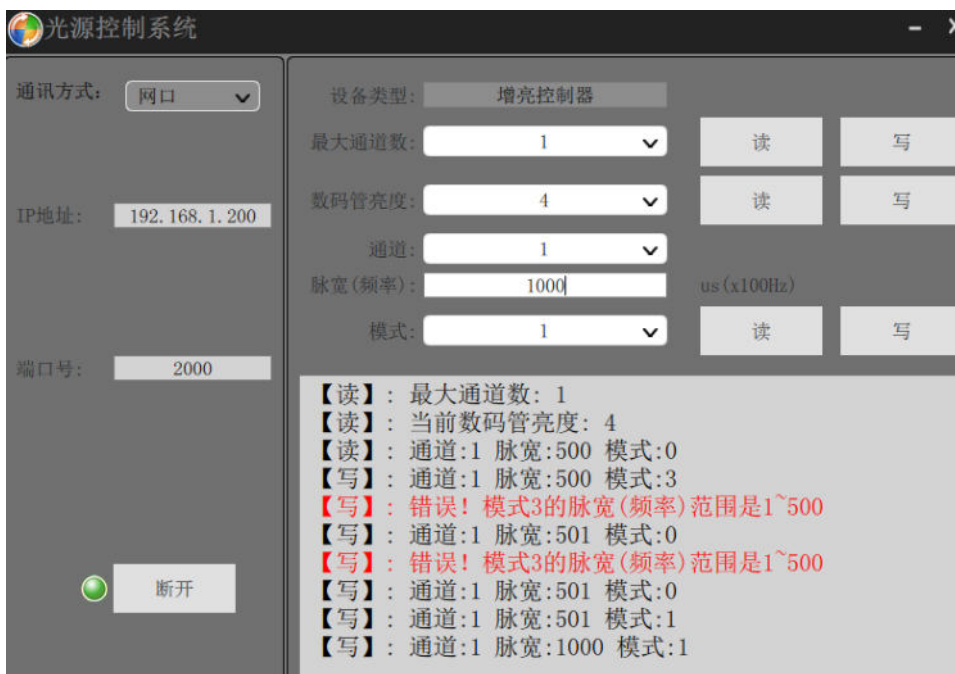 光源控制系统
通讯方式: 网口
IP地址: 192.168.1.200
端口号: 2000
断开
设备类型: 增亮控制器
最大通道数: 1 读 写
数码管亮度: 4 读 写
通道: 1
脉宽(频率): 1000 us(x100Hz)
模式: 1 读 写
【读】: 最大通道数: 1
【读】: 当前数码管亮度: 4
【读】: 通道:1 脉宽:500 模式:0
【写】: 通道:1 脉宽:500 模式:3
【写】: 错误! 模式3的脉宽(频率)范围是1~500
【写】: 通道:1 脉宽:501 模式:0
【写】: 错误! 模式3的脉宽(频率)范围是1~500
【写】: 通道:1 脉宽:501 模式:0
【写】: 通道:1 脉宽:501 模式:1
【写】: 通道:1 脉宽:1000 模式:1